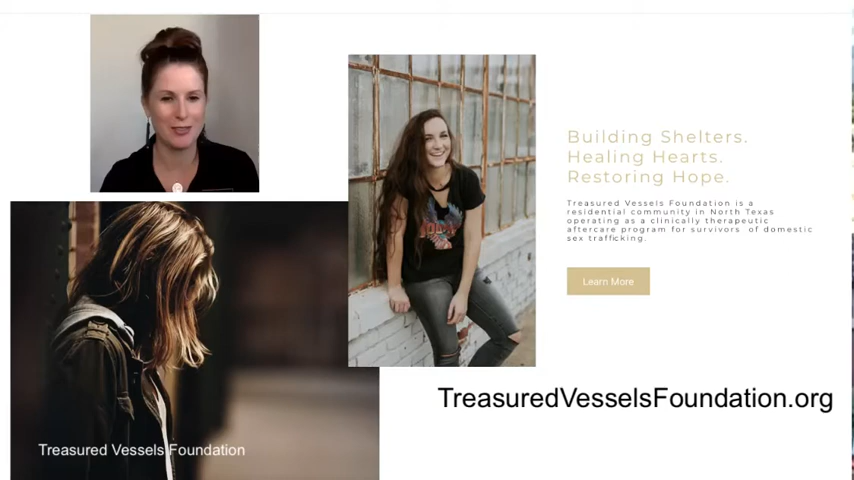 Building Shelters.
Healing Hearts.
Restoring Hope.
Treasured Vessels Foundation is a
residential community in North Texas
operating as a clinically therapeutic
aftercare program for survivors of domestic
sex trafficking.
Learn More
TreasuredVesselsFoundation.org
Treasured Vessels Foundation